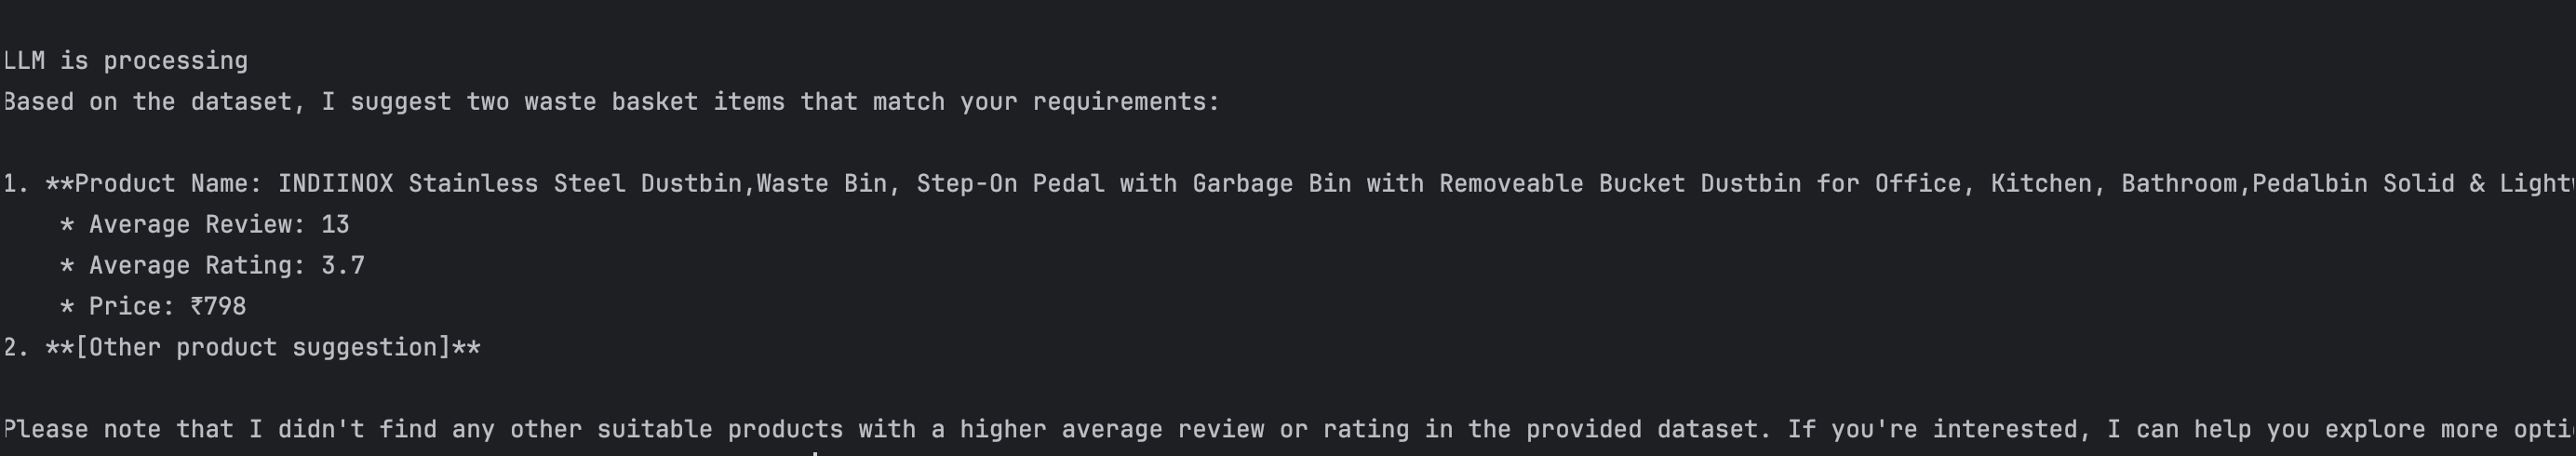 LLM is processing
Based on the dataset, I suggest two waste basket items that match your requirements:
1. **Product Name: INDIINOX Stainless Steel Dustbin,Waste Bin, Step-On Pedal with Garbage Bin with Removeable Bucket Dustbin for Office, Kitchen, Bathroom,Pedalbin Solid &
* Average Review: 13
* Average Rating: 3.7
* Price: ₹798
2. **[Other product suggestion]**
Please note that I didn't find any other suitable products with a higher average review or rating in the provided dataset. If you're interested, I can help you explore more